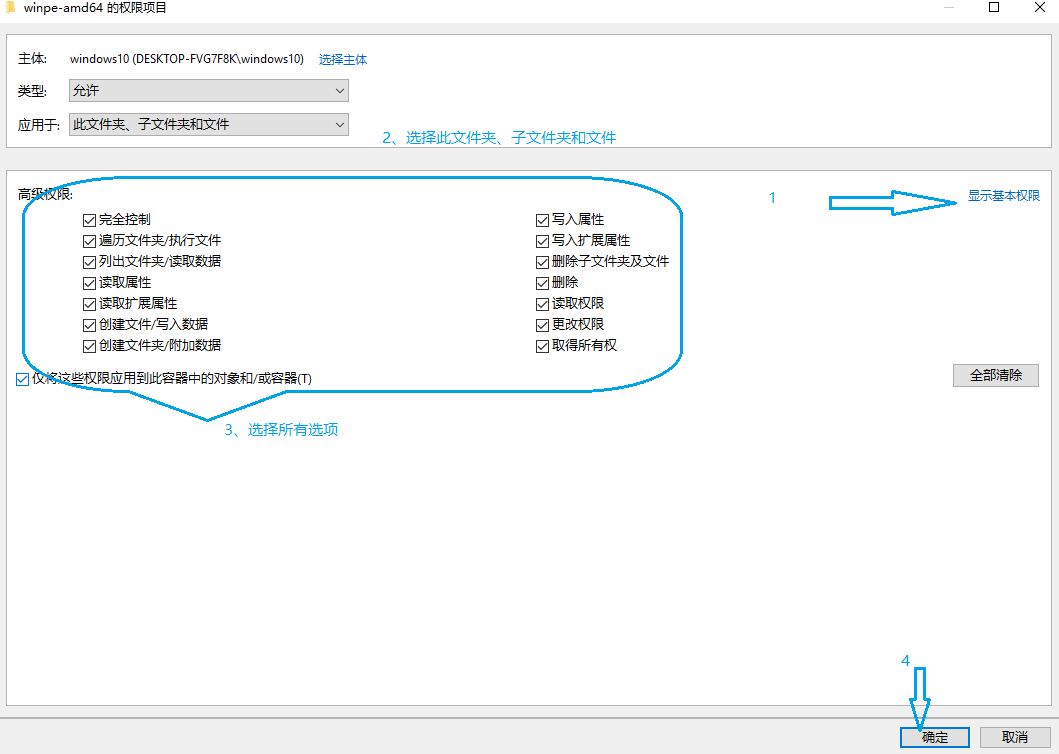 winpe-amd64 的权限项目
主体: windows10 (DESKTOP-FVG7F8K\windows10) 选择主体
类型: 允许
应用于: 此文件夹、子文件夹和文件
2、选择此文件夹、子文件夹和文件
高级权限: 1 显示基本权限
完全控制 写入属性
遍历文件夹/执行文件 写入扩展属性
列出文件夹/读取数据 删除子文件夹及文件
读取属性 删除
读取扩展属性 读取权限
创建文件/写入数据 更改权限
创建文件夹/附加数据 取得所有权
仅将这些权限应用到此容器中的对象和/或容器(T) 全部清除
3、选择所有选项
4
确定 取消